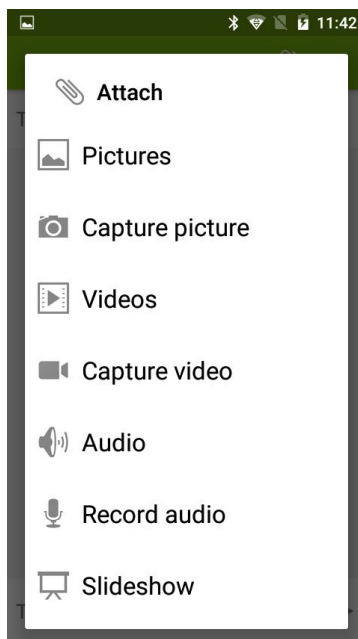 11:42
Attach
T
Pictures
Capture picture
Videos
Capture video
Audio
Record audio
Slideshow
T